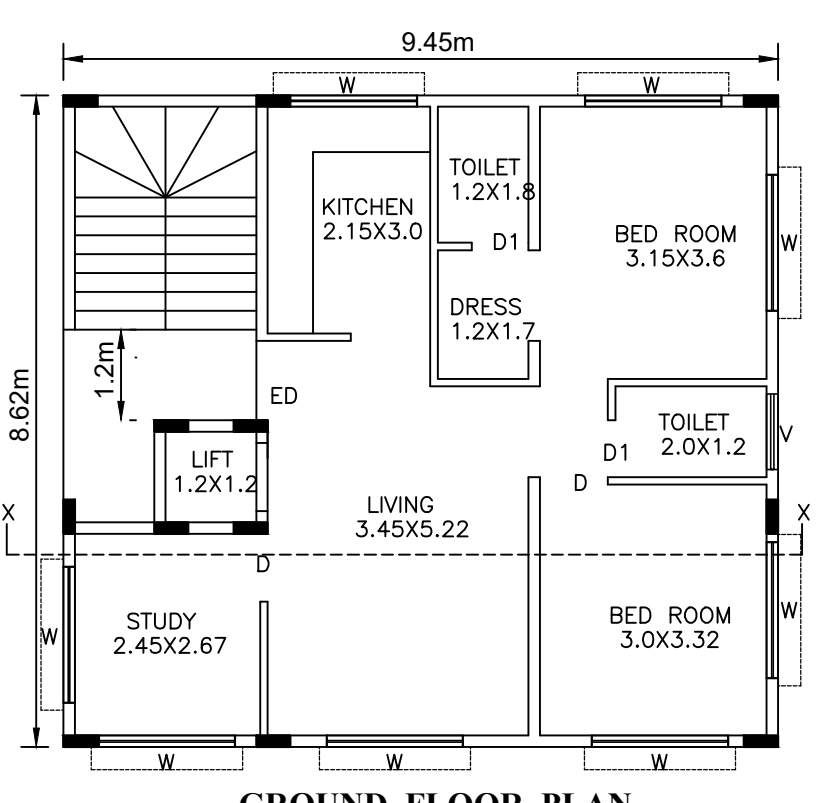 9.45m
W
W
TOILET
1.2X1.8
KITCHEN
2.15X3.0
D1
BED ROOM
3.15X3.6
W
DRESS
1.2X1.7
1.2m
8.62m
ED
TOILET
2.0X1.2
V
D1
LIFT
1.2X1.2
D
LIVING
3.45X5.22
X
X
D
STUDY
2.45X2.67
BED ROOM
3.0X3.32
W
W
W
W
W
GROUND FLOOR PLAN